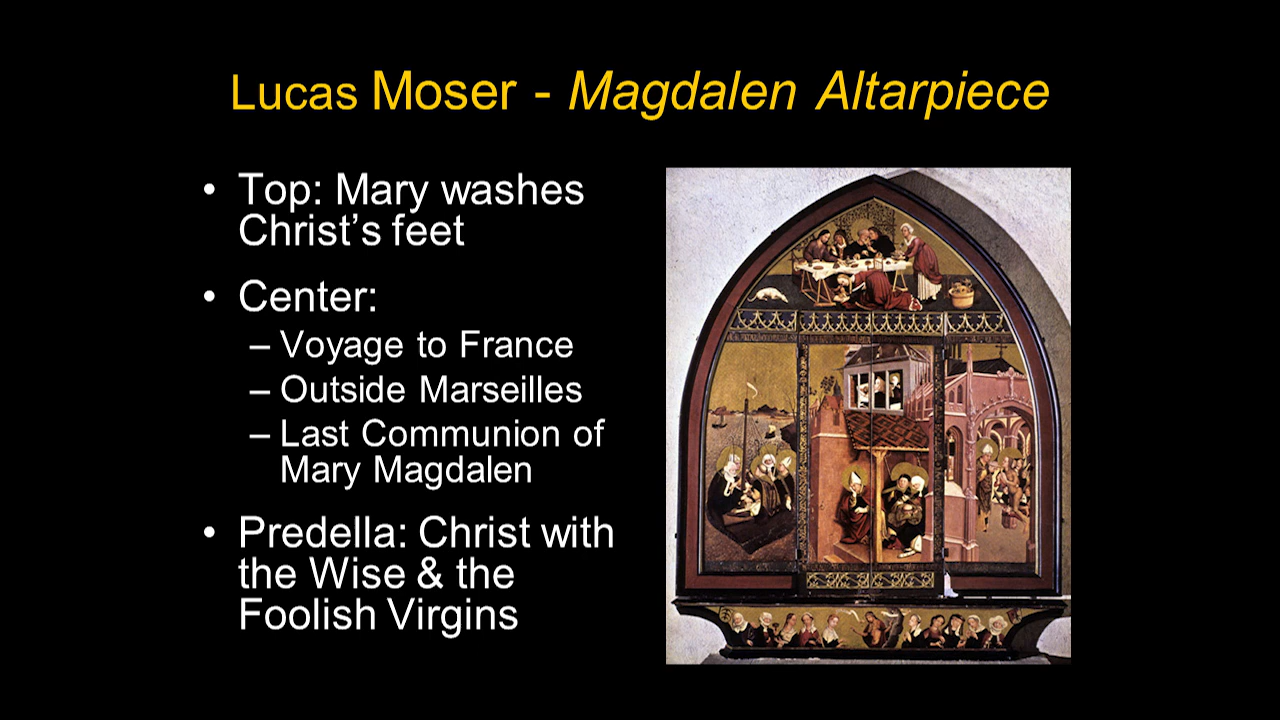 Lucas Moser - Magdalen Altarpiece
• Top: Mary washes
Christ’s feet
• Center:
– Voyage to France
– Outside Marseilles
– Last Communion of
Mary Magdalen
• Predella: Christ with
the Wise & the
Foolish Virgins